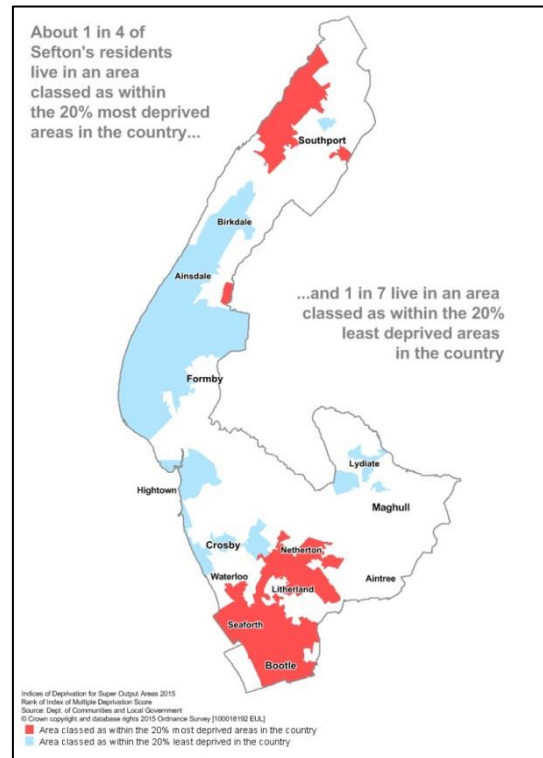 About 1 in 4 of
Sefton's residents
live in an area
classed as within
the 20% most deprived
areas in the country...
Southport
Birkdale
Ainsdale
...and 1 in 7 live in an area
classed as within the 20%
least deprived areas
in the country
Formby
Lydiate
Hightown
Maghull
Crosby
Netherton
Waterloo
Aintree
Litherland
Seaforth
Bootle
Indices of Deprivation for Super Output Areas 2015
Rank of Index of Multiple Deprivation Score
Source: Dept. of Communities and Local Government
© Crown copyright and database rights 2015 Ordnance Survey [100018192 EUL]
Area classed as within the 20% most deprived areas in the country
Area classed as within the 20% least deprived in the country